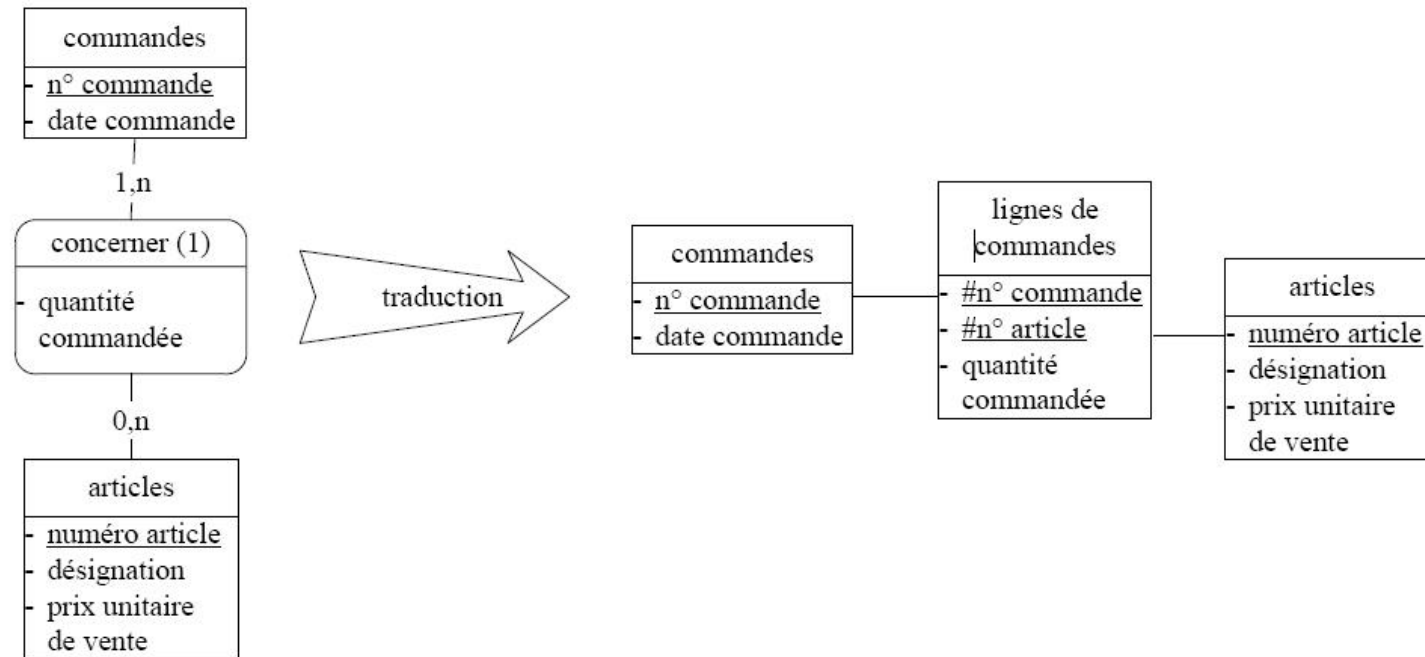 commandes
- n° commande
- date commande
1,n
concerner (1)
- quantité
commandée
0,n
articles
- numéro article
- désignation
- prix unitaire
de vente
traduction
commandes
- n° commande
- date commande
lignes de
commandes
- #n° commande
- #n° article
- quantité
commandée
articles
- numéro article
- désignation
- prix unitaire
de vente